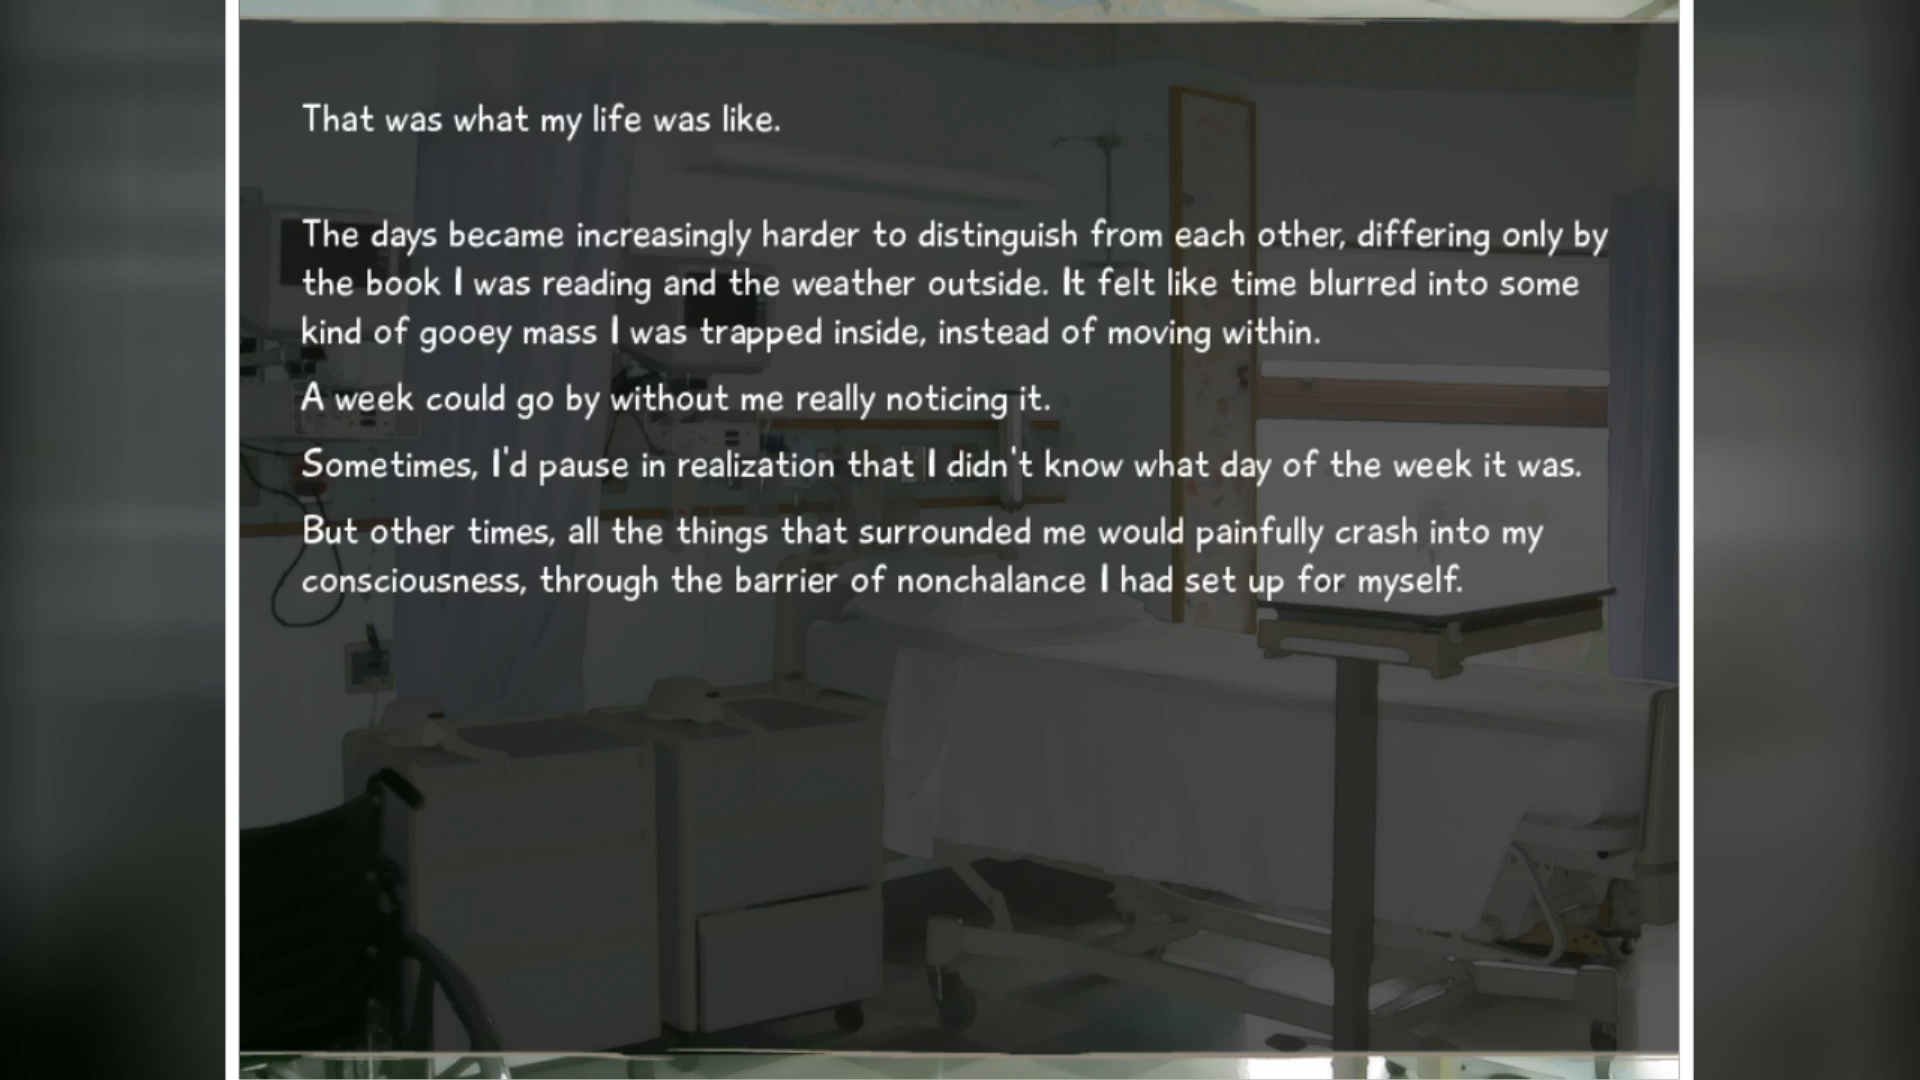 That was what my life was like.
The days became increasingly harder to distinguish from each other, differing only by
the book I was reading and the weather outside. It felt like time blurred into some
kind of gooey mass I was trapped inside, instead of moving within.
A week could go by without me really noticing it.
Sometimes, I'd pause in realization that I didn't know what day of the week it was.
But other times, all the things that surrounded me would painfully crash into my
consciousness, through the barrier of nonchalance I had set up for myself.